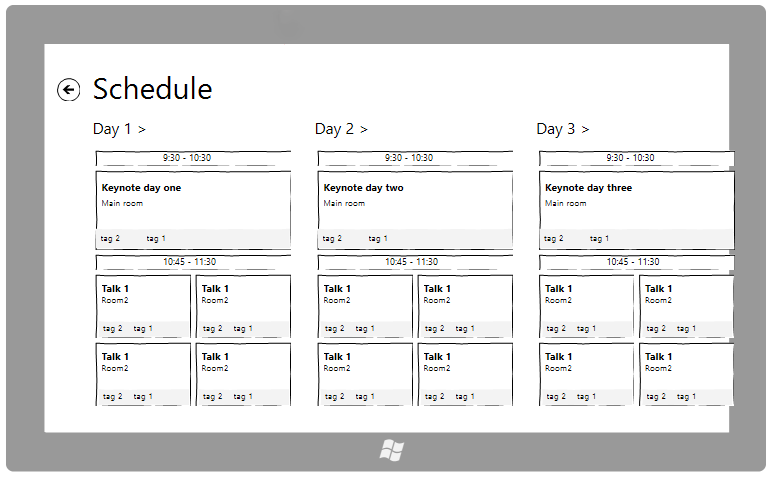 Schedule
Day 1 >
9:30 - 10:30
Keynote day one
Main room
tag 2 tag 1
10:45 - 11:30
Talk 1
Room2
tag 2 tag 1
Talk 1
Room2
tag 2 tag 1
Talk 1
Room2
tag 2 tag 1
Talk 1
Room2
tag 2 tag 1
Day 2 >
9:30 - 10:30
Keynote day two
Main room
tag 2 tag 1
10:45 - 11:30
Talk 1
Room2
tag 2 tag 1
Talk 1
Room2
tag 2 tag 1
Talk 1
Room2
tag 2 tag 1
Talk 1
Room2
tag 2 tag 1
Day 3 >
9:30 - 10:30
Keynote day three
Main room
tag 2 tag 1
10:45 - 11:30
Talk 1
Room2
tag 2 tag 1
Talk 1
Room2
tag 2 tag 1
Talk 1
Room2
tag 2 tag 1
Talk 1
Room2
tag 2 tag 1